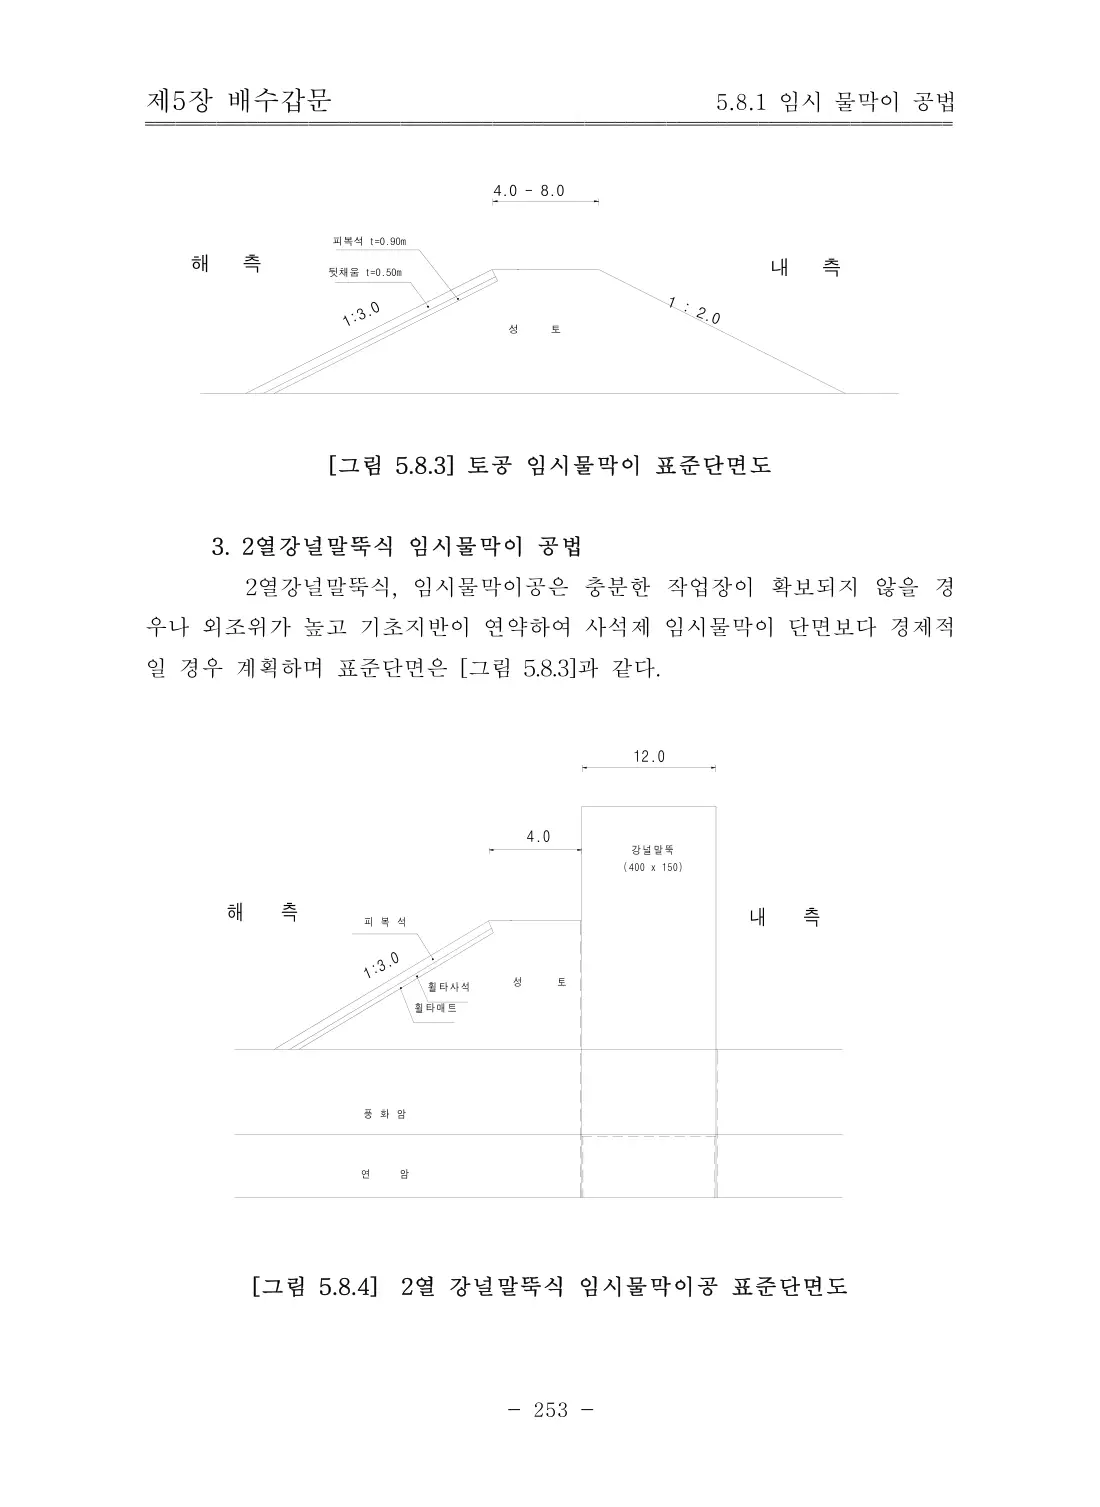 제5장 배수갑문
5.8.1 임시 물막이 공법
4.0 - 8.0
피복석 t=0.90m
해 측
내 측
뒷채움 t=0.50m
1:3.0
1 : 2.0
성 토
[그림 5.8.3] 토공 임시물막이 표준단면도
3. 2열강널말뚝식 임시물막이 공법
2열강널말뚝식, 임시물막이공은 충분한 작업장이 확보되지 않을 경
우나 외조위가 높고 기초지반이 연약하여 사석제 임시물막이 단면보다 경제적
일 경우 계획하며 표준단면은 [그림 5.8.3]과 같다.
12.0
4.0
강널말뚝
(400 x 150)
해 측
내 측
피 복 석
1:3.0
휠타사석
성 토
휠타매트
풍 화 암
연 암
[그림 5.8.4] 2열 강널말뚝식 임시물막이공 표준단면도
- 253 -